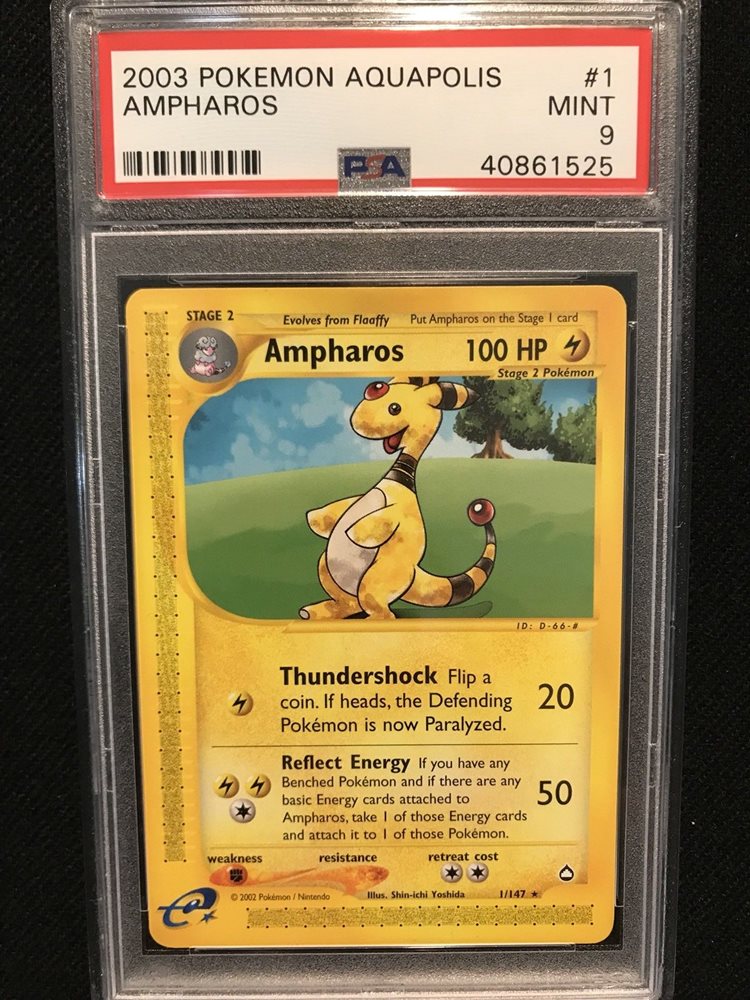 2003 POKEMON AQUAPOLIS #1
AMPHAROS MINT
9
PSA 40861525
STAGE 2 Evolves from Flaaffy Put Ampharos on the Stage 1 card
Ampharos 100 HP
Stage 2 Pokémon
ID: D-66-#
Thundershock Flip a
coin. If heads, the Defending 20
Pokémon is now Paralyzed.
Reflect Energy If you have any
Benched Pokémon and if there are any
basic Energy cards attached to 50
Ampharos, take 1 of those Energy cards
and attach it to 1 of those Pokémon.
weakness resistance retreat cost
© 2002 Pokémon / Nintendo Illus. Shin-ichi Yoshida 1/147 ★
e